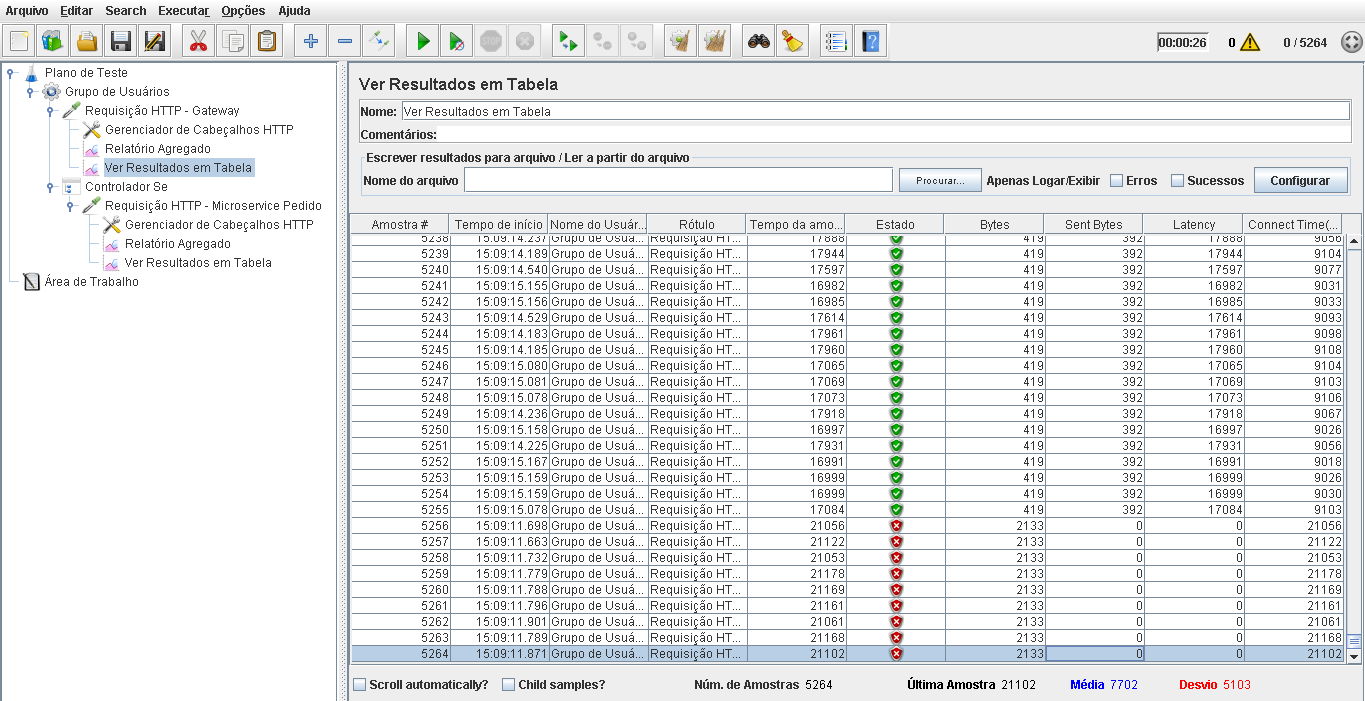 Arquivo Editar Search Executar Opções Ajuda
STOP
00:00:26 0 0 / 5264
Plano de Teste
Grupo de Usuários
Requisição HTTP - Gateway
Gerenciador de Cabeçalhos HTTP
Relatório Agregado
Ver Resultados em Tabela
Controlador Se
Requisição HTTP - Microservice Pedido
Gerenciador de Cabeçalhos HTTP
Relatório Agregado
Ver Resultados em Tabela
Área de Trabalho
Ver Resultados em Tabela
Nome: Ver Resultados em Tabela
Comentários:
Escrever resultados para arquivo / Ler a partir do arquivo
Nome do arquivo Procurar... Apenas Logar/Exibir Erros Sucessos Configurar
Amostra # Tempo de início Nome do Usuár... Rótulo Tempo da amo... Estado Bytes Sent Bytes Latency Connect Time(...
5238 15:09:14.237 Grupo de Usuá... Requisição HT... 17888 419 392 17888 9056
5239 15:09:14.189 Grupo de Usuá... Requisição HT... 17944 419 392 17944 9104
5240 15:09:14.540 Grupo de Usuá... Requisição HT... 17597 419 392 17597 9077
5241 15:09:15.155 Grupo de Usuá... Requisição HT... 16982 419 392 16982 9031
5242 15:09:15.156 Grupo de Usuá... Requisição HT... 16985 419 392 16985 9033
5243 15:09:14.529 Grupo de Usuá... Requisição HT... 17614 419 392 17614 9093
5244 15:09:14.183 Grupo de Usuá... Requisição HT... 17961 419 392 17961 9098
5245 15:09:14.185 Grupo de Usuá... Requisição HT... 17960 419 392 17960 9108
5246 15:09:15.080 Grupo de Usuá... Requisição HT... 17065 419 392 17065 9104
5247 15:09:15.081 Grupo de Usuá... Requisição HT... 17069 419 392 17069 9103
5248 15:09:15.078 Grupo de Usuá... Requisição HT... 17073 419 392 17073 9106
5249 15:09:14.236 Grupo de Usuá... Requisição HT... 17918 419 392 17918 9067
5250 15:09:15.158 Grupo de Usuá... Requisição HT... 16997 419 392 16997 9026
5251 15:09:14.225 Grupo de Usuá... Requisição HT... 17931 419 392 17931 9056
5252 15:09:15.167 Grupo de Usuá... Requisição HT... 16991 419 392 16991 9018
5253 15:09:15.159 Grupo de Usuá... Requisição HT... 16999 419 392 16999 9026
5254 15:09:15.159 Grupo de Usuá... Requisição HT... 16999 419 392 16999 9030
5255 15:09:15.078 Grupo de Usuá... Requisição HT... 17084 419 392 17084 9103
5256 15:09:11.698 Grupo de Usuá... Requisição HT... 21056 2133 0 0 21056
5257 15:09:11.663 Grupo de Usuá... Requisição HT... 21122 2133 0 0 21122
5258 15:09:11.732 Grupo de Usuá... Requisição HT... 21053 2133 0 0 21053
5259 15:09:11.779 Grupo de Usuá... Requisição HT... 21178 2133 0 0 21178
5260 15:09:11.788 Grupo de Usuá... Requisição HT... 21169 2133 0 0 21169
5261 15:09:11.796 Grupo de Usuá... Requisição HT... 21161 2133 0 0 21161
5262 15:09:11.901 Grupo de Usuá... Requisição HT... 21061 2133 0 0 21061
5263 15:09:11.789 Grupo de Usuá... Requisição HT... 21168 2133 0 0 21168
5264 15:09:11.871 Grupo de Usuá... Requisição HT... 21102 2133 0 0 21102
Scroll automatically? Child samples? Núm. de Amostras 5264 Última Amostra 21102 Média 7702 Desvio 5103